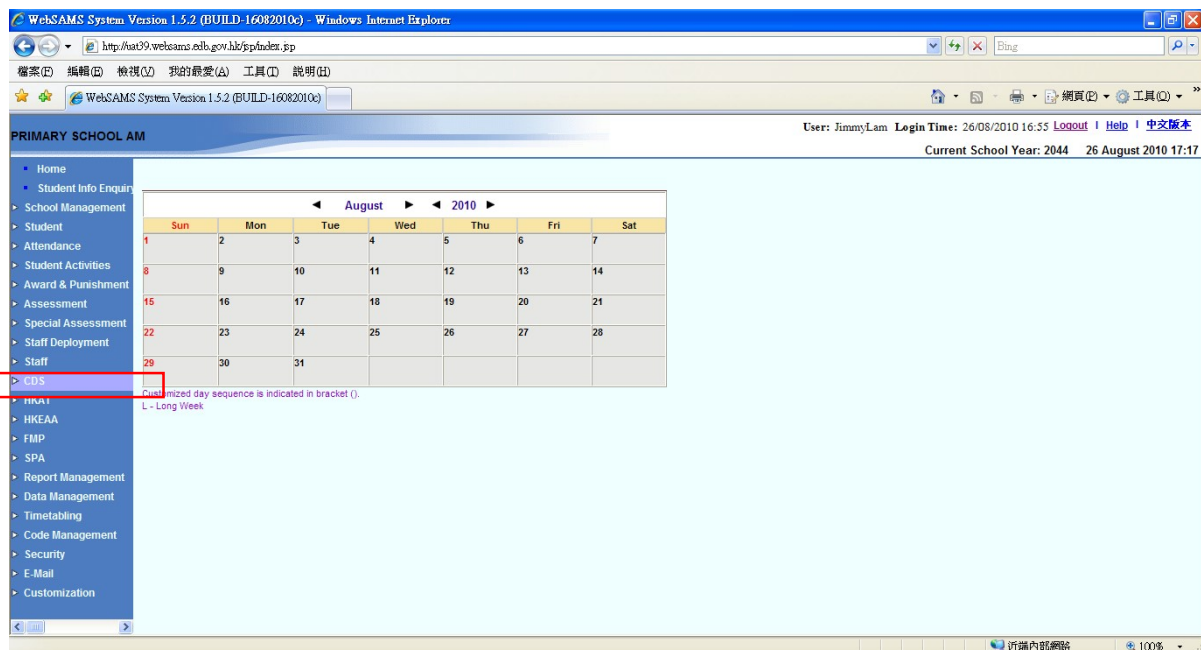 WebSAMS System Version 1.5.2 (BUILD-16082010c) - Windows Internet Explorer
http://uat39.websams.edb.gov.hk/jsp/index.jsp
Bing
檔案(F) 編輯(E) 檢視(V) 我的最愛(A) 工具(T) 說明(H)
WebSAMS System Version 1.5.2 (BUILD-16082010c)
網頁(P) 工具(O)
PRIMARY SCHOOL AM
User: JimmyLam Login Time: 26/08/2010 16:55 Logout | Help | 中文版本
Current School Year: 2044 26 August 2010 17:17
Home
Student Info Enquiry
School Management
Student
Attendance
Student Activities
Award & Punishment
Assessment
Special Assessment
Staff Deployment
Staff
CDS
HKAT
HKEAA
FMP
SPA
Report Management
Data Management
Timetabling
Code Management
Security
E-Mail
Customization
August 2010
Sun Mon Tue Wed Thu Fri Sat
1 2 3 4 5 6 7
8 9 10 11 12 13 14
15 16 17 18 19 20 21
22 23 24 25 26 27 28
29 30 31
Customized day sequence is indicated in bracket ().
L - Long Week
近端內部網路 100%